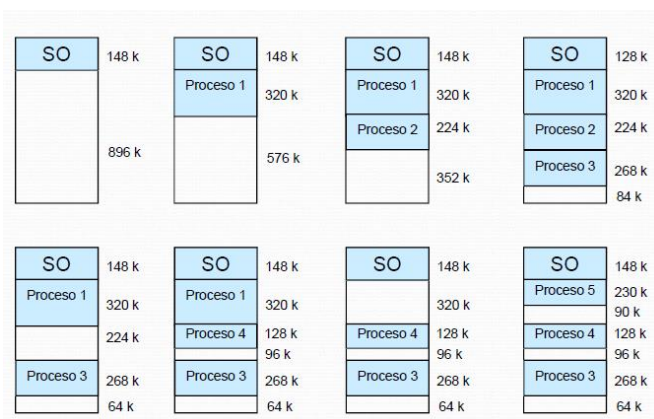 SO
148 k
896 k
SO
148 k
Proceso 1
320 k
576 k
SO
148 k
Proceso 1
320 k
Proceso 2
224 k
352 k
SO
128 k
Proceso 1
320 k
Proceso 2
224 k
Proceso 3
268 k
84 k
SO
148 k
Proceso 1
320 k
224 k
Proceso 3
268 k
64 k
SO
148 k
Proceso 1
320 k
Proceso 4
128 k
96 k
Proceso 3
268 k
64 k
SO
148 k
320 k
Proceso 4
128 k
96 k
Proceso 3
268 k
64 k
SO
148 k
Proceso 5
230 k
90 k
Proceso 4
128 k
96 k
Proceso 3
268 k
64 k